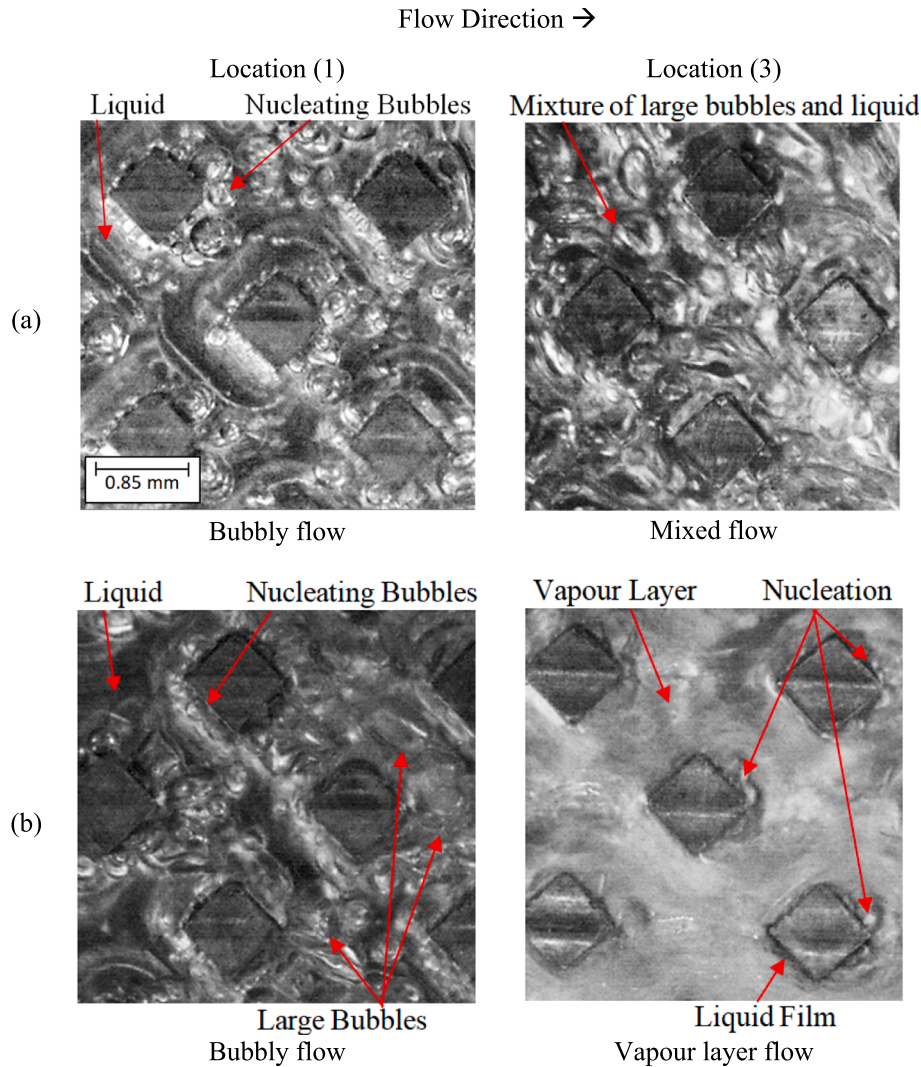 Flow Direction →
Location (1)
Location (3)
Liquid
Nucleating Bubbles
Mixture of large bubbles and liquid
(a)
0.85 mm
Bubbly flow
Mixed flow
Liquid
Nucleating Bubbles
Vapour Layer
Nucleation
(b)
Large Bubbles
Liquid Film
Bubbly flow
Vapour layer flow